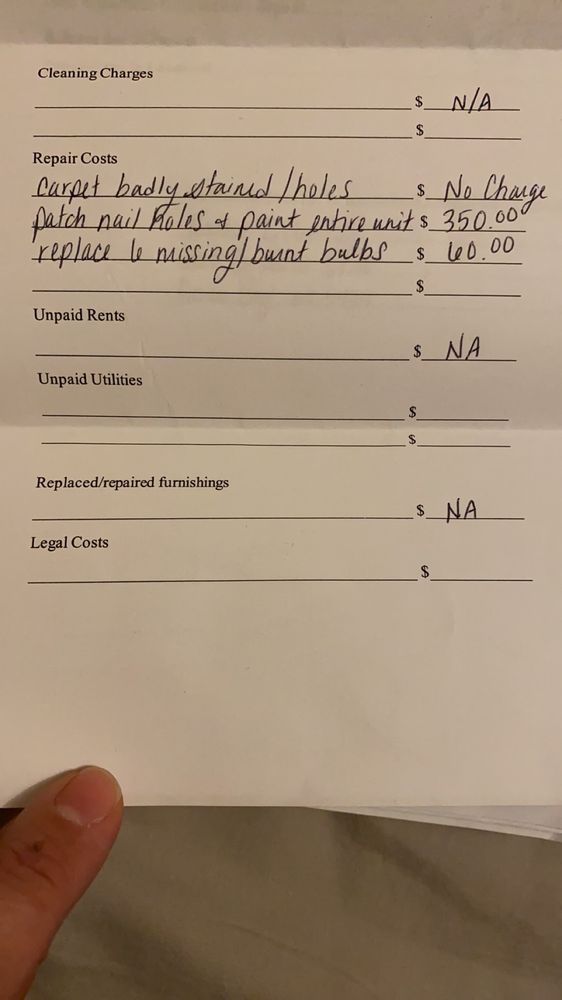 Cleaning Charges
$ N/A
$
Repair Costs
Carpet badly stained/holes $ No Charge
patch nail holes & paint entire unit $ 350.00
replace 6 missing/burnt bulbs $ 60.00
$
Unpaid Rents
$ NA
Unpaid Utilities
$
$
Replaced/repaired furnishings
$ NA
Legal Costs
$